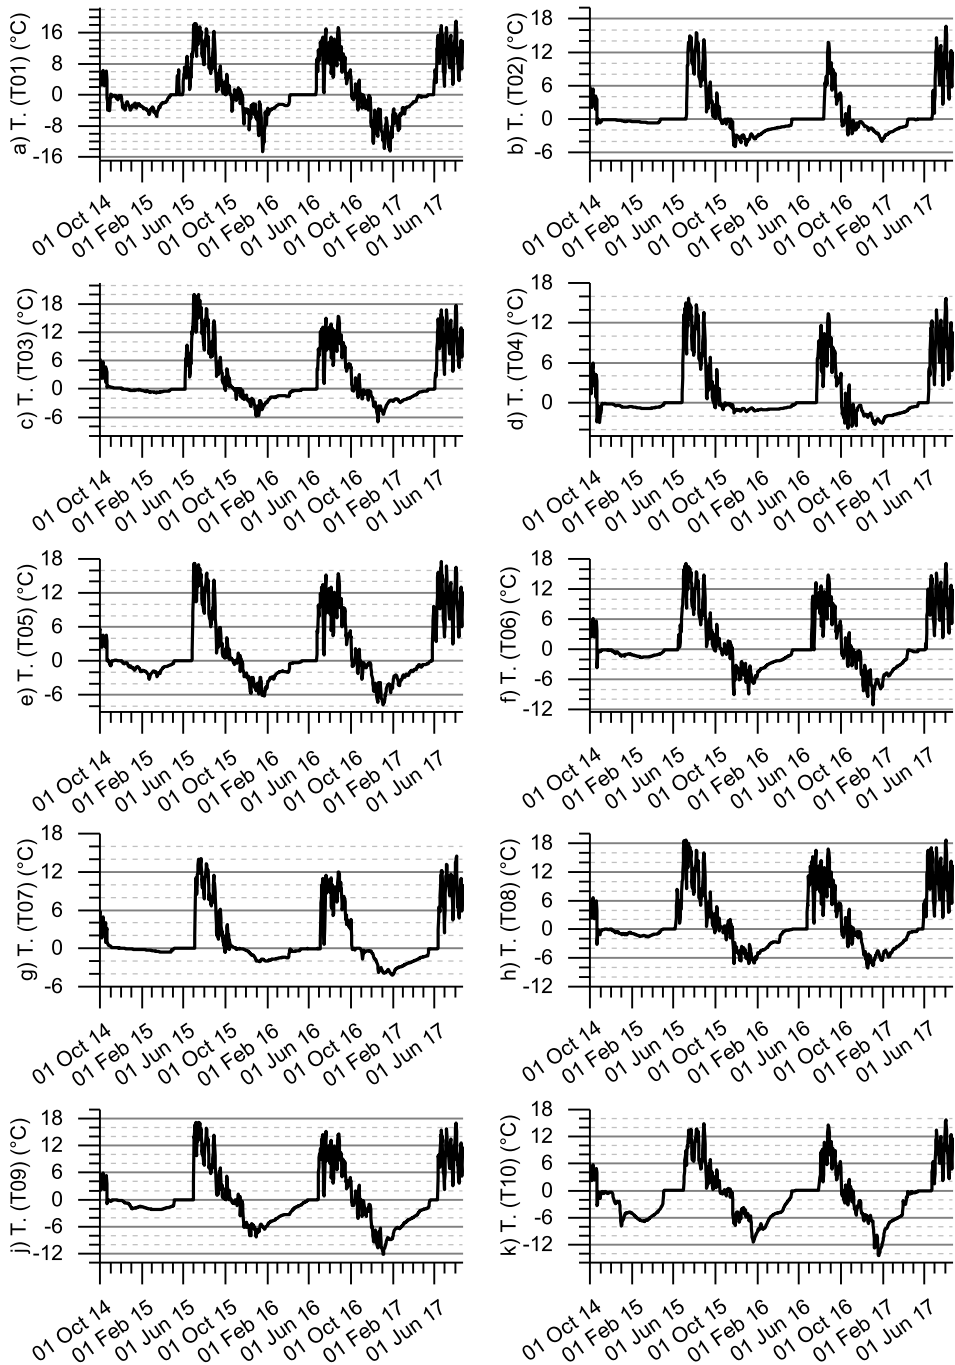 a) T. (T01) (°C)
16
8
0
-8
-16
01 Oct 14
01 Feb 15
01 Jun 15
01 Oct 15
01 Feb 16
01 Jun 16
01 Oct 16
01 Feb 17
01 Jun 17
b) T. (T02) (°C)
18
12
6
0
-6
01 Oct 14
01 Feb 15
01 Jun 15
01 Oct 15
01 Feb 16
01 Jun 16
01 Oct 16
01 Feb 17
01 Jun 17
c) T. (T03) (°C)
18
12
6
0
-6
01 Oct 14
01 Feb 15
01 Jun 15
01 Oct 15
01 Feb 16
01 Jun 16
01 Oct 16
01 Feb 17
01 Jun 17
d) T. (T04) (°C)
18
12
6
0
01 Oct 14
01 Feb 15
01 Jun 15
01 Oct 15
01 Feb 16
01 Jun 16
01 Oct 16
01 Feb 17
01 Jun 17
e) T. (T05) (°C)
18
12
6
0
-6
01 Oct 14
01 Feb 15
01 Jun 15
01 Oct 15
01 Feb 16
01 Jun 16
01 Oct 16
01 Feb 17
01 Jun 17
f) T. (T06) (°C)
18
12
6
0
-6
-12
01 Oct 14
01 Feb 15
01 Jun 15
01 Oct 15
01 Feb 16
01 Jun 16
01 Oct 16
01 Feb 17
01 Jun 17
g) T. (T07) (°C)
18
12
6
0
-6
01 Oct 14
01 Feb 15
01 Jun 15
01 Oct 15
01 Feb 16
01 Jun 16
01 Oct 16
01 Feb 17
01 Jun 17
h) T. (T08) (°C)
18
12
6
0
-6
-12
01 Oct 14
01 Feb 15
01 Jun 15
01 Oct 15
01 Feb 16
01 Jun 16
01 Oct 16
01 Feb 17
01 Jun 17
j) T. (T09) (°C)
18
12
6
0
-6
-12
01 Oct 14
01 Feb 15
01 Jun 15
01 Oct 15
01 Feb 16
01 Jun 16
01 Oct 16
01 Feb 17
01 Jun 17
k) T. (T10) (°C)
18
12
6
0
-6
-12
01 Oct 14
01 Feb 15
01 Jun 15
01 Oct 15
01 Feb 16
01 Jun 16
01 Oct 16
01 Feb 17
01 Jun 17